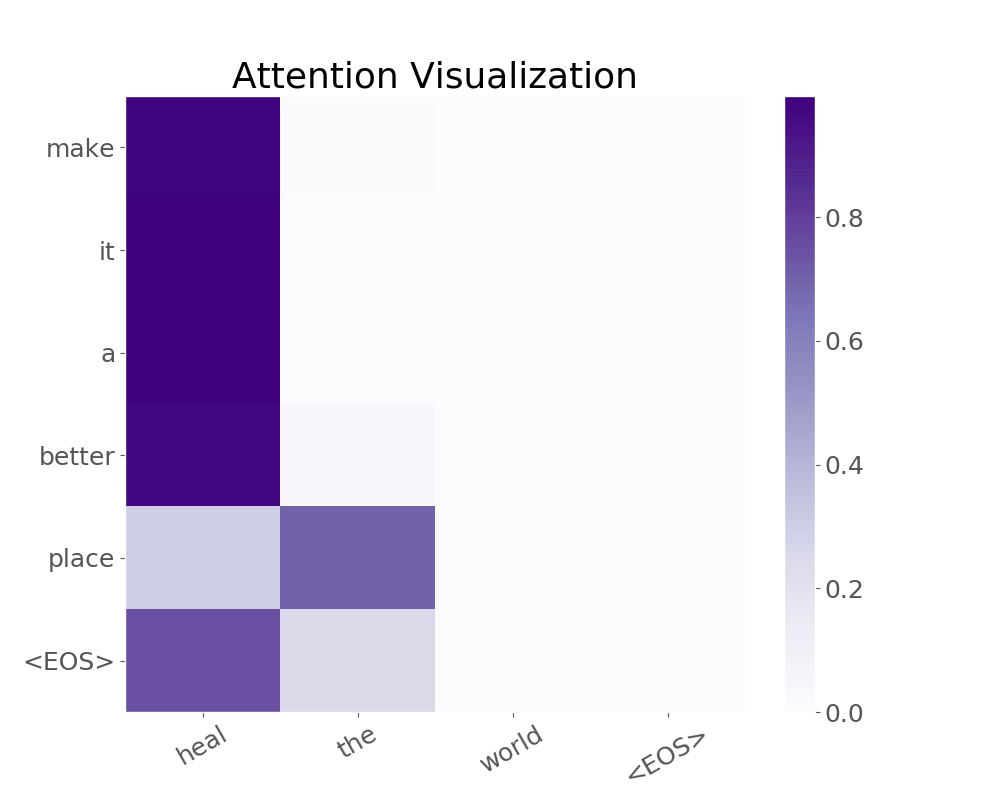 Attention Visualization
make
it
a
better
place
<EOS>
heal
the
world
<EOS>
0.8
0.6
0.4
0.2
0.0